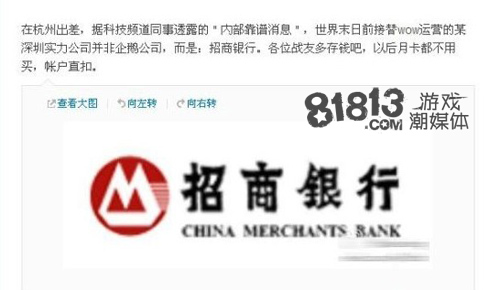 在杭州出差，据科技频道同事透露的"内部靠谱消息"，世界末日前接替wow运营的某
深圳实力公司并非企鹅公司，而是：招商银行。各位战友多存钱吧，以后月卡都不用
买，帐户直扣。
查看大图 向左转 向右转
81813 游戏
.COM 潮媒体
招商银行
CHINA MERCHANTS BANK